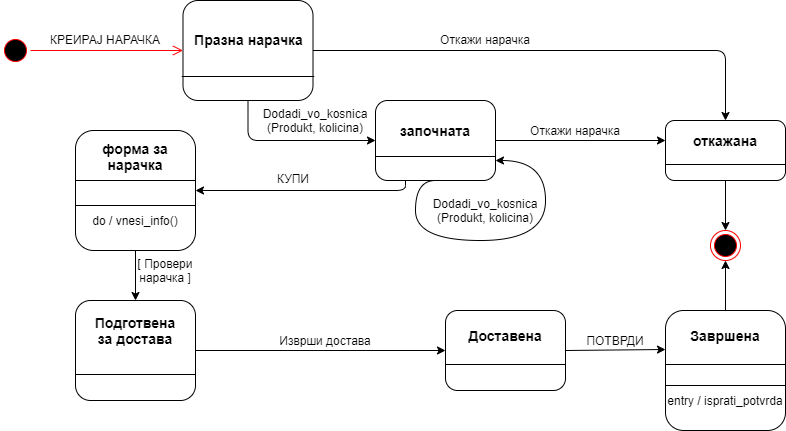 КРЕИРАЈ НАРАЧКА
Празна нарачка
Откажи нарачка
Dodadi_vo_kosnica
(Produkt, kolicina)
започната
Откажи нарачка
откажана
форма за
нарачка
КУПИ
do / vnesi_info()
Dodadi_vo_kosnica
(Produkt, kolicina)
[ Провери
нарачка ]
Подготвена
за достава
Изврши достава
Доставена
ПОТВРДИ
Завршена
entry / isprati_potvrda